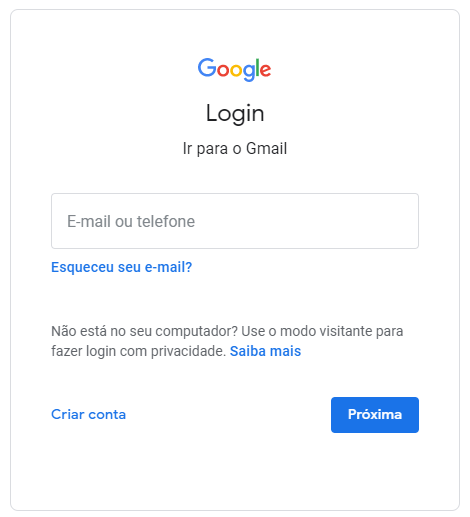 Google
Login
Ir para o Gmail
E-mail ou telefone
Esqueceu seu e-mail?
Não está no seu computador? Use o modo visitante para
fazer login com privacidade. Saiba mais
Criar conta
Próxima